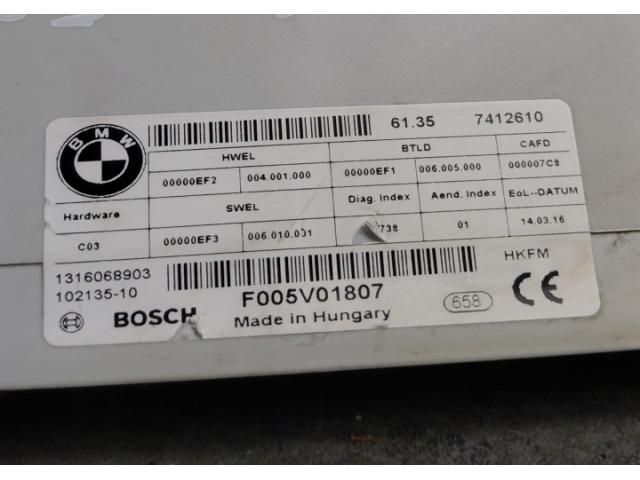 BMW
61.35 7412610
HWEL BTLD CAFD
00000EF2 004.001.000 00000EF1 006.005.000 000007C8
Hardware SWEL Diag. Index Aend. Index EoL--DATUM
C03 00000EF3 006.010.001 738 01 14.03.16
1316068903 HKFM
102135-10 F005V01807 658 CE
BOSCH Made in Hungary